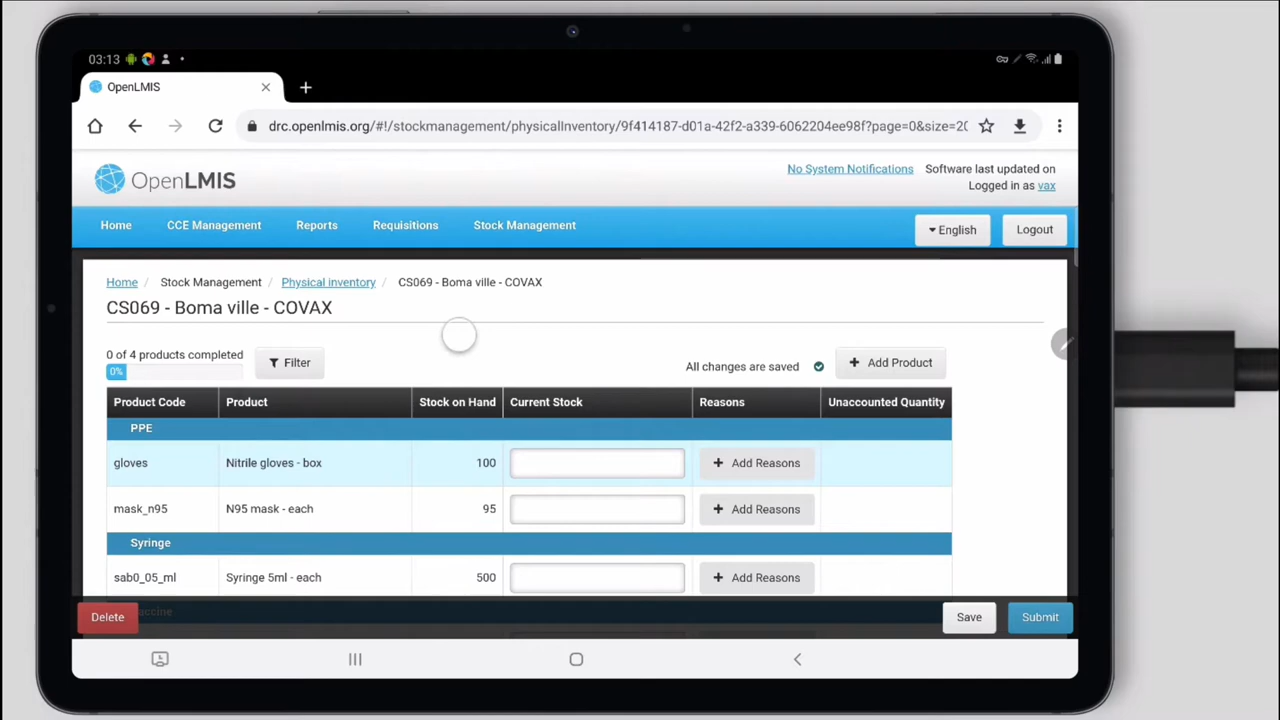 03:13
OpenLMIS
drc.openlmis.org/#!/stockmanagement/physicalInventory/9f414187-d01a-42f2-a339-6062204ee98f?page=0&size=20
OpenLMIS
No System Notifications
Software last updated on
Logged in as vax
Home
CCE Management
Reports
Requisitions
Stock Management
English
Logout
Home / Stock Management / Physical inventory / CS069 - Boma ville - COVAX
CS069 - Boma ville - COVAX
0 of 4 products completed
0%
Filter
All changes are saved
+ Add Product
Product Code Product Stock on Hand Current Stock Reasons Unaccounted Quantity
PPE
gloves Nitrile gloves - box 100 + Add Reasons
mask_n95 N95 mask - each 95 + Add Reasons
Syringe
sab0_05_ml Syringe 5ml - each 500 + Add Reasons
Delete
Save
Submit